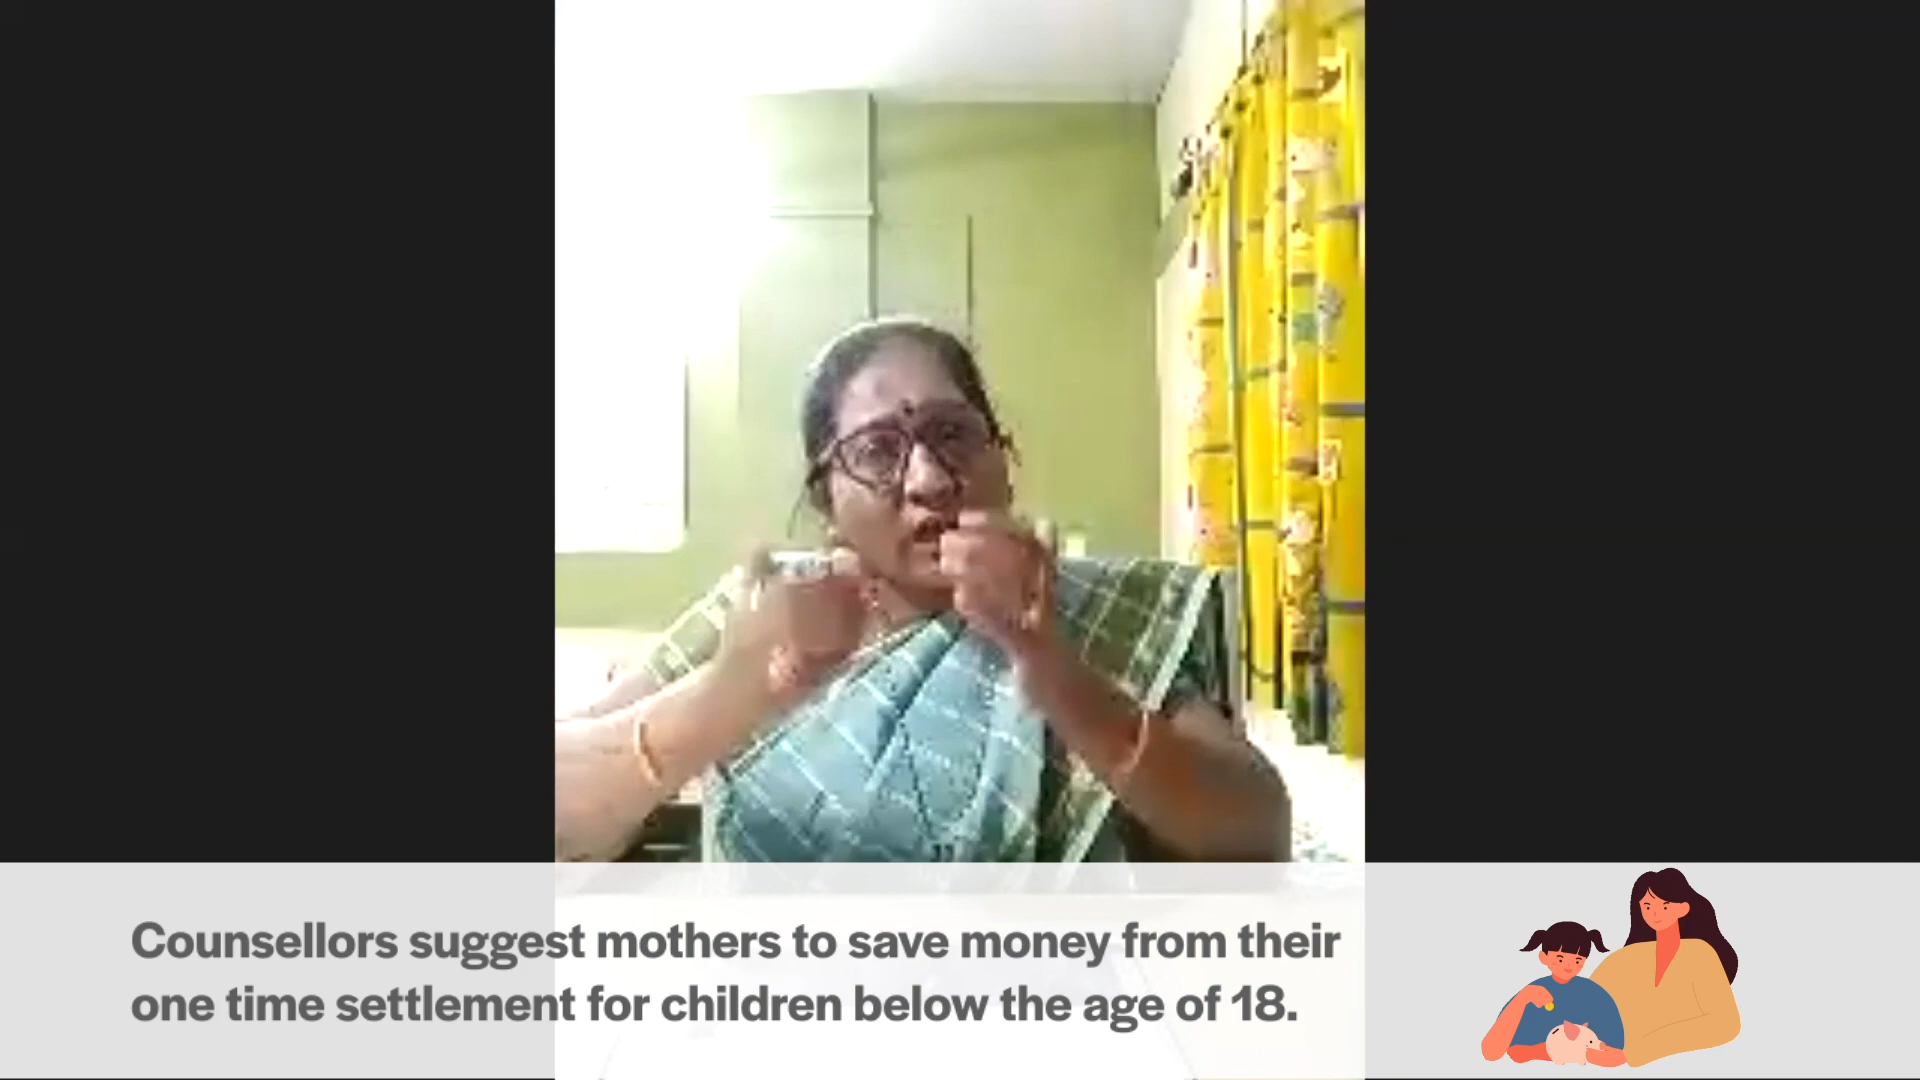 Counsellors suggest mothers to save money from their
one time settlement for children below the age of 18.